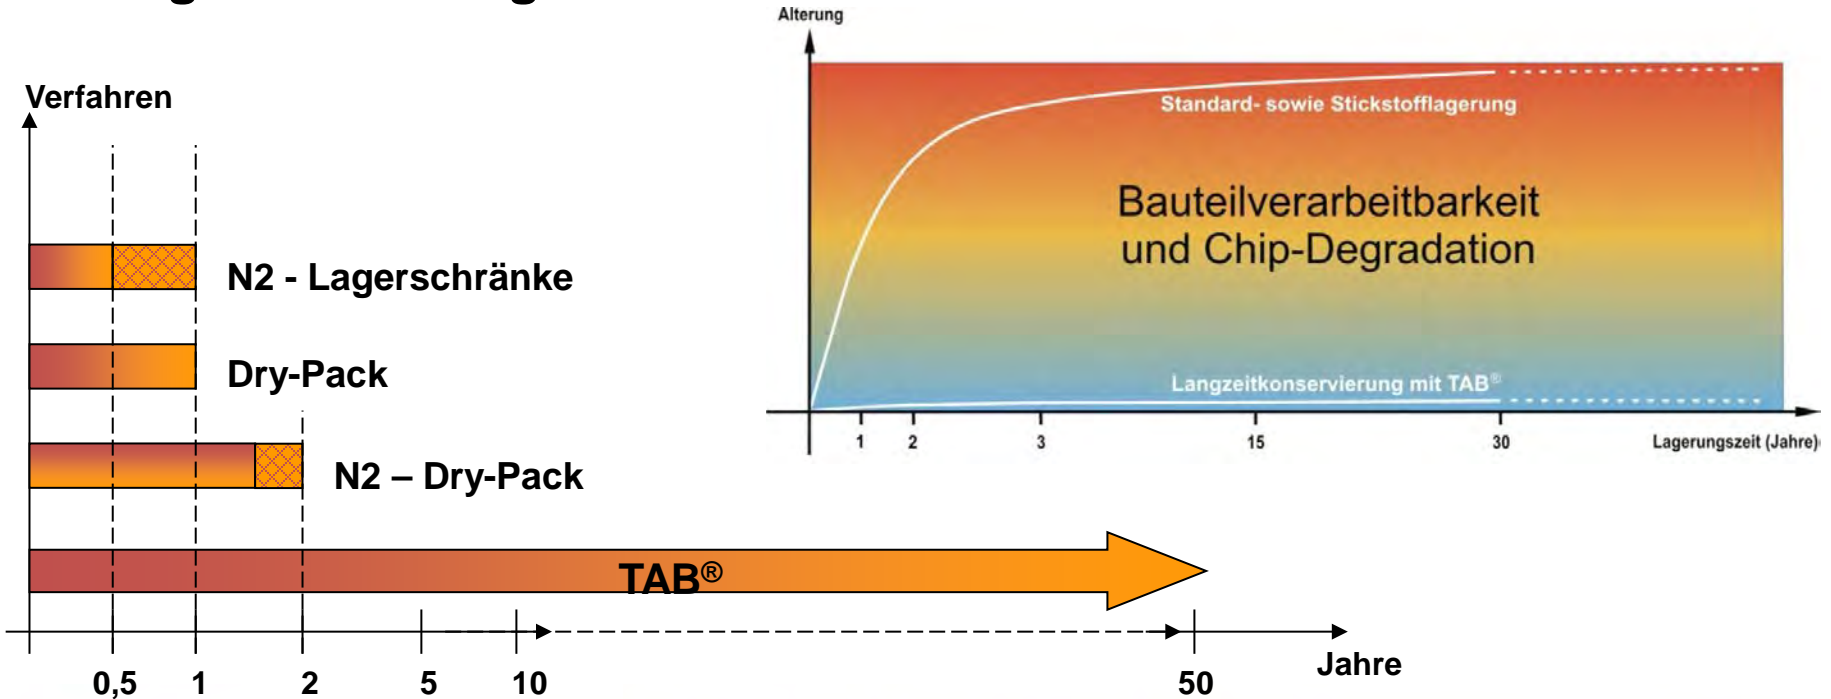 Verfahren
N2 - Lagerschränke
Dry-Pack
N2 – Dry-Pack
TAB®
0,5 1 2 5 10 50
Jahre
Alterung
Standard- sowie Stickstofflagerung
Bauteilverarbeitbarkeit
und Chip-Degradation
Langzeitkonservierung mit TAB®
1 2 3 15 30
Lagerungszeit (Jahre)